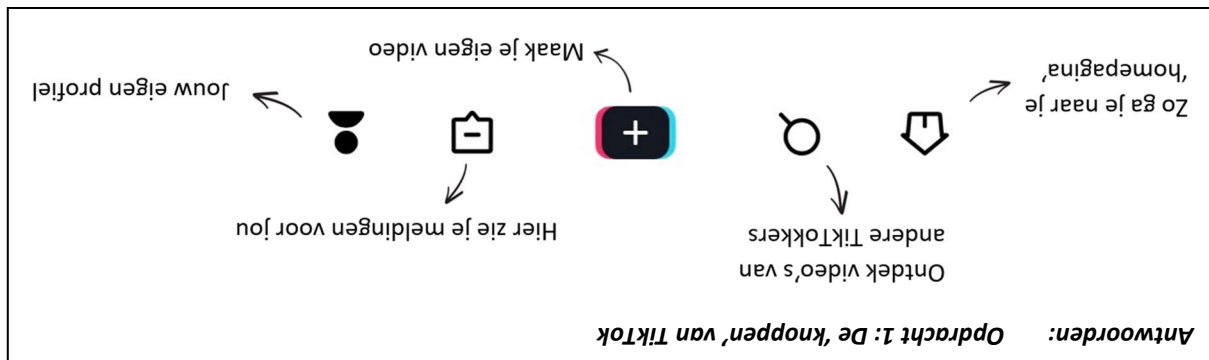 Antwoorden: Opdracht 1: De ‘knoppen’ van TikTok
Ontdek video’s van
andere TikTokkers
Hier zie je meldingen voor jou
Zo ga je naar je
‘homepagina’
Jouw eigen profiel
Maak je eigen video